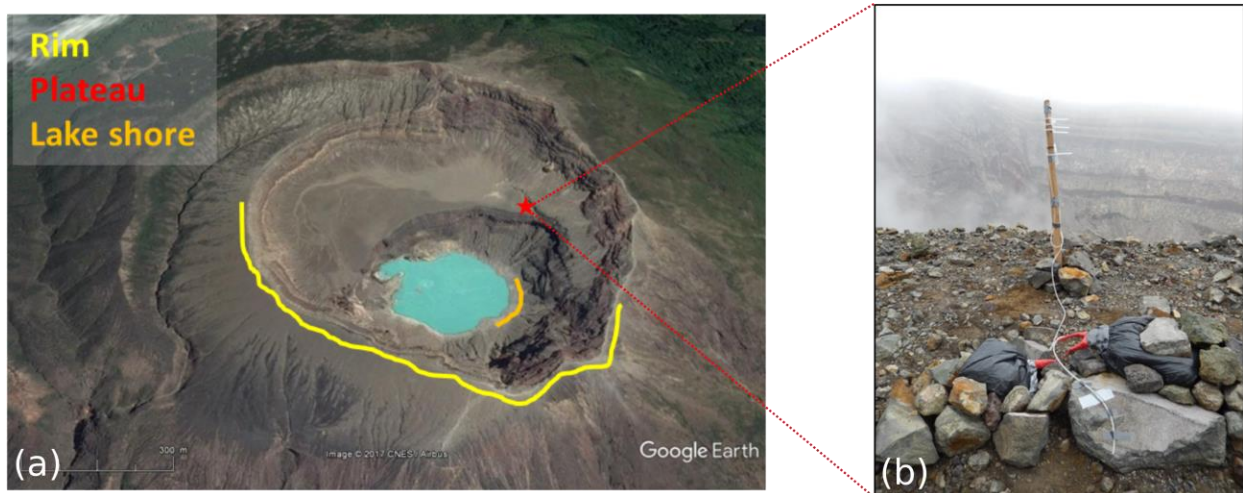 Rim
Plateau
Lake shore
300 m
Image © 2017 CNES / Airbus
Google Earth
(a)
(b)